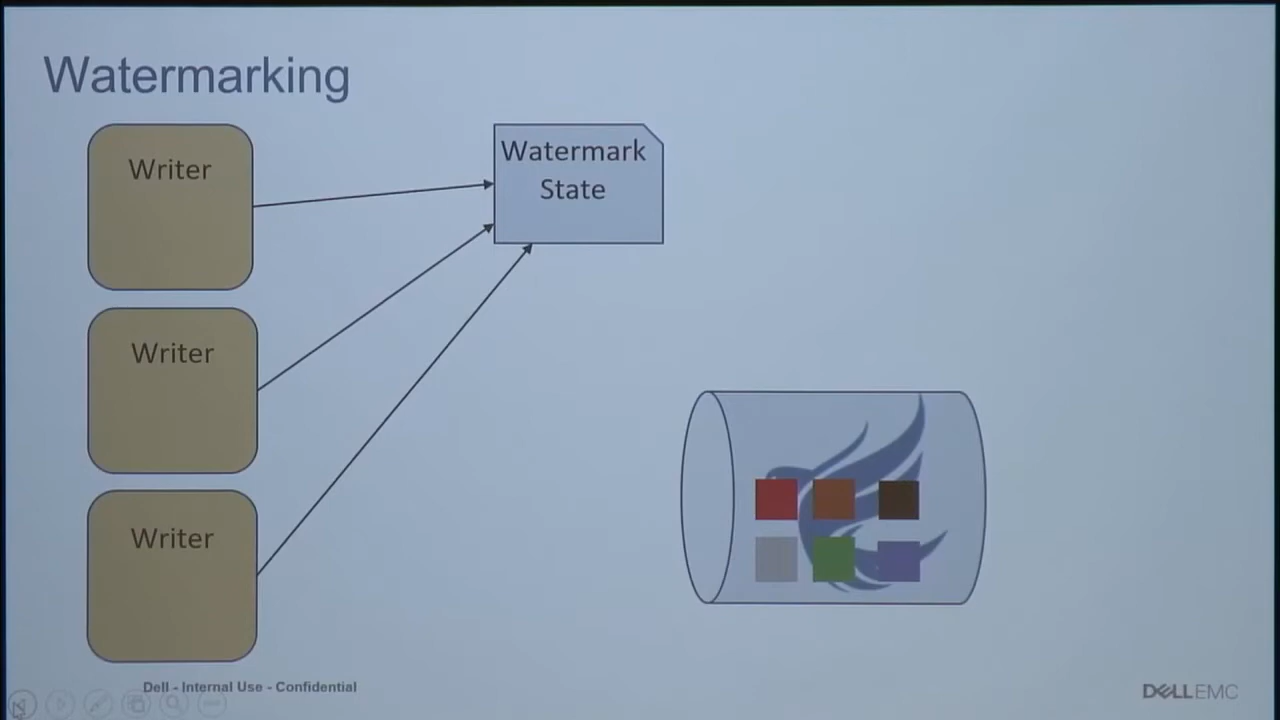 Watermarking
Writer
Watermark
State
Writer
Writer
Dell - Internal Use - Confidential
DELLEMC